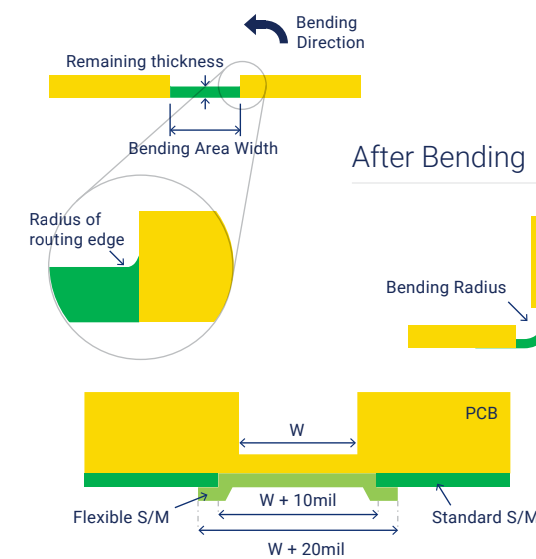 Bending
Direction
Remaining thickness
Bending Area Width
After Bending
Radius of
routing edge
Bending Radius
PCB
W
W + 10mil
Flexible S/M
Standard S/M
W + 20mil